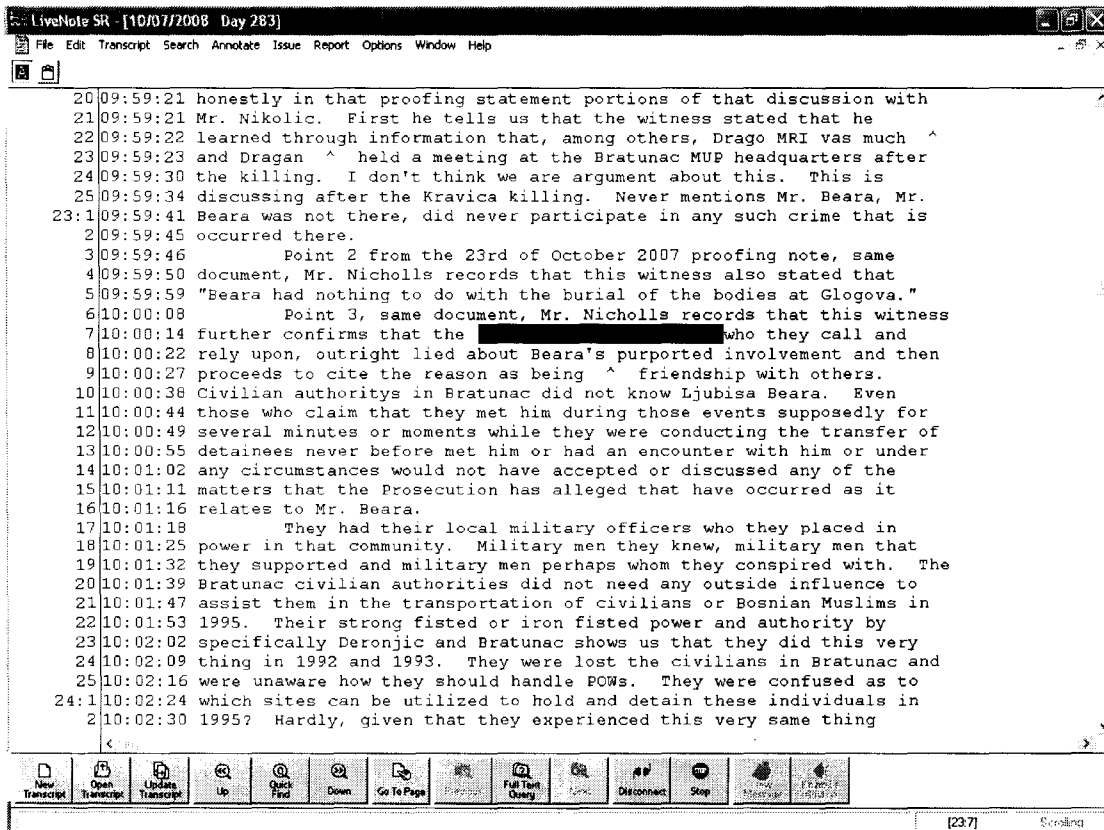 LiveNote SR - [10/07/2008 Day 283]
File Edit Transcript Search Annotate Issue Report Options Window Help
20 09:59:21 honestly in that proofing statement portions of that discussion with
21 09:59:21 Mr. Nikolic. First he tells us that the witness stated that he
22 09:59:22 learned through information that, among others, Drago MRI vas much ^
23 09:59:23 and Dragan ^ held a meeting at the Bratunac MUP headquarters after
24 09:59:30 the killing. I don't think we are argument about this. This is
25 09:59:34 discussing after the Kravica killing. Never mentions Mr. Beara, Mr.
23:1 09:59:41 Beara was not there, did never participate in any such crime that is
2 09:59:45 occurred there.
3 09:59:46 Point 2 from the 23rd of October 2007 proofing note, same
4 09:59:50 document, Mr. Nicholls records that this witness also stated that
5 09:59:59 "Beara had nothing to do with the burial of the bodies at Glogova."
6 10:00:08 Point 3, same document, Mr. Nicholls records that this witness
7 10:00:14 further confirms that the who they call and
8 10:00:22 rely upon, outright lied about Beara's purported involvement and then
9 10:00:27 proceeds to cite the reason as being ^ friendship with others.
10 10:00:38 Civilian authoritys in Bratunac did not know Ljubisa Beara. Even
11 10:00:44 those who claim that they met him during those events supposedly for
12 10:00:49 several minutes or moments while they were conducting the transfer of
13 10:00:55 detainees never before met him or had an encounter with him or under
14 10:01:02 any circumstances would not have accepted or discussed any of the
15 10:01:11 matters that the Prosecution has alleged that have occurred as it
16 10:01:16 relates to Mr. Beara.
17 10:01:18 They had their local military officers who they placed in
18 10:01:25 power in that community. Military men they knew, military men that
19 10:01:32 they supported and military men perhaps whom they conspired with. The
20 10:01:39 Bratunac civilian authorities did not need any outside influence to
21 10:01:47 assist them in the transportation of civilians or Bosnian Muslims in
22 10:01:53 1995. Their strong fisted or iron fisted power and authority by
23 10:02:02 specifically Deronjic and Bratunac shows us that they did this very
24 10:02:09 thing in 1992 and 1993. They were lost the civilians in Bratunac and
25 10:02:16 were unaware how they should handle POWs. They were confused as to
24:1 10:02:24 which sites can be utilized to hold and detain these individuals in
2 10:02:30 1995? Hardly, given that they experienced this very same thing
New Transcript Open Transcript Update Transcript Up Quick Find Down Go To Page Full Text Query Disconnect Stop
[23:7] Scrolling